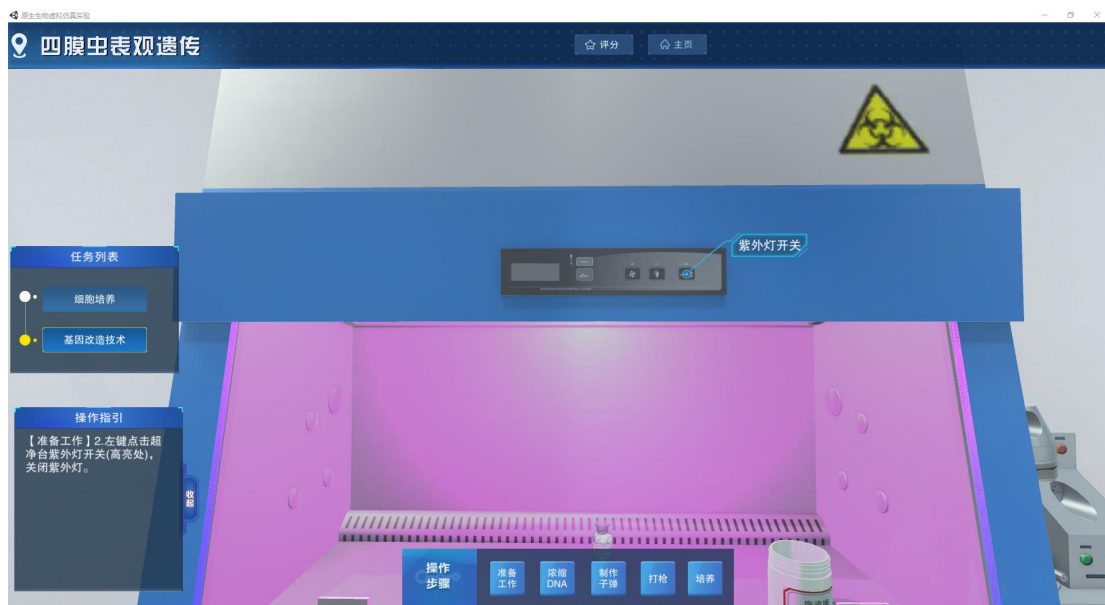 原生生物虚拟仿真实验
四膜虫表观遗传
评分
主页
紫外灯开关
任务列表
细胞培养
基因改造技术
操作指引
【准备工作】2.左键点击超
净台紫外灯开关(高亮处),
关闭紫外灯。
收起
操作
步骤
准备
工作
浓缩
DNA
制作
子弹
打枪
培养